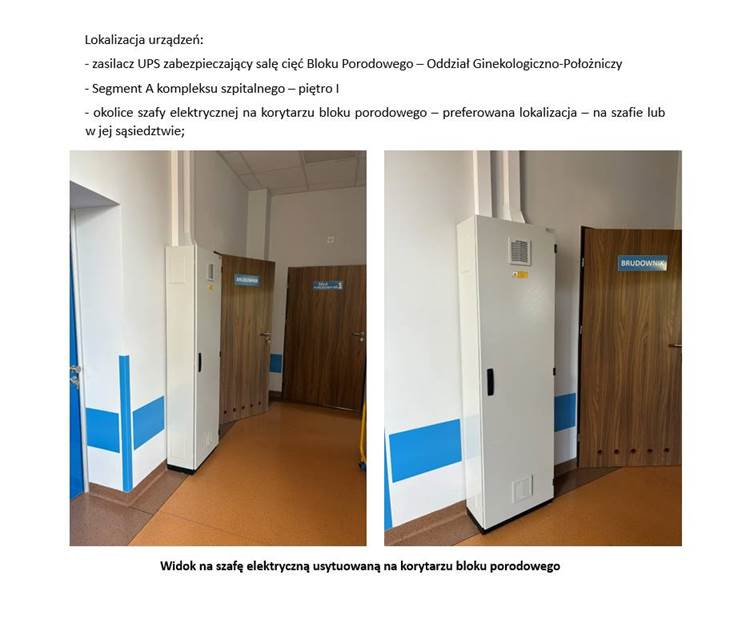 Lokalizacja urządzeń:
- zasilacz UPS zabezpieczający salę cięć Bloku Porodowego – Oddział Ginekologiczno-Położniczy
- Segment A kompleksu szpitalnego – piętro I
- okolice szafy elektrycznej na korytarzu bloku porodowego – preferowana lokalizacja – na szafie lub
w jej sąsiedztwie;
BRUDOWNIK
1
BRUDOWNIK
Widok na szafę elektryczną usytuowaną na korytarzu bloku porodowego